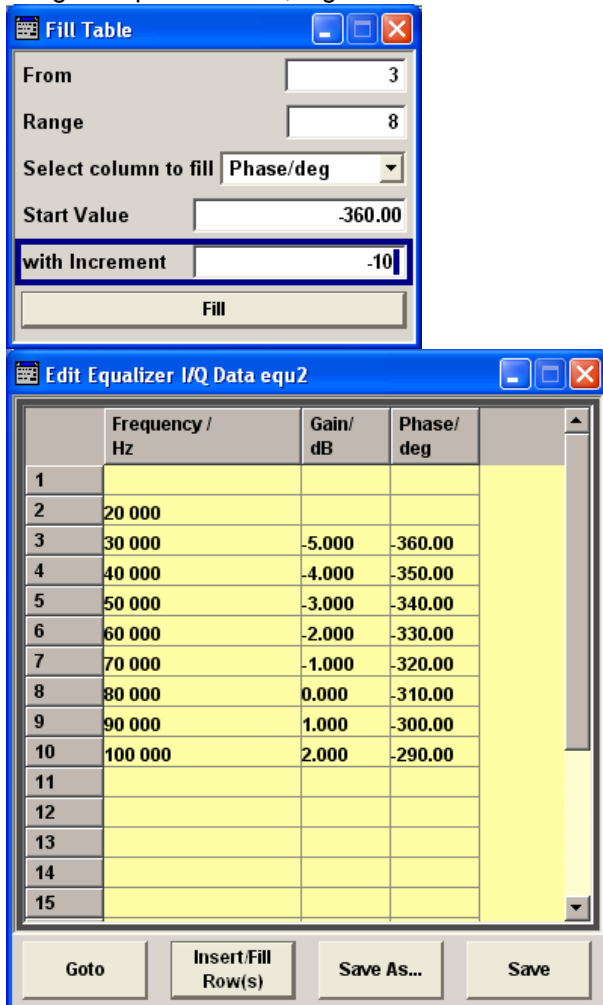 Fill Table
From 3
Range 8
Select column to fill Phase/deg
Start Value -360.00
with Increment -10
Fill
Edit Equalizer I/Q Data equ2
Frequency / Gain/ Phase/
Hz dB deg
1
2 20 000
3 30 000 -5.000 -360.00
4 40 000 -4.000 -350.00
5 50 000 -3.000 -340.00
6 60 000 -2.000 -330.00
7 70 000 -1.000 -320.00
8 80 000 0.000 -310.00
9 90 000 1.000 -300.00
10 100 000 2.000 -290.00
11
12
13
14
15
Goto Insert/Fill Row(s) Save As... Save